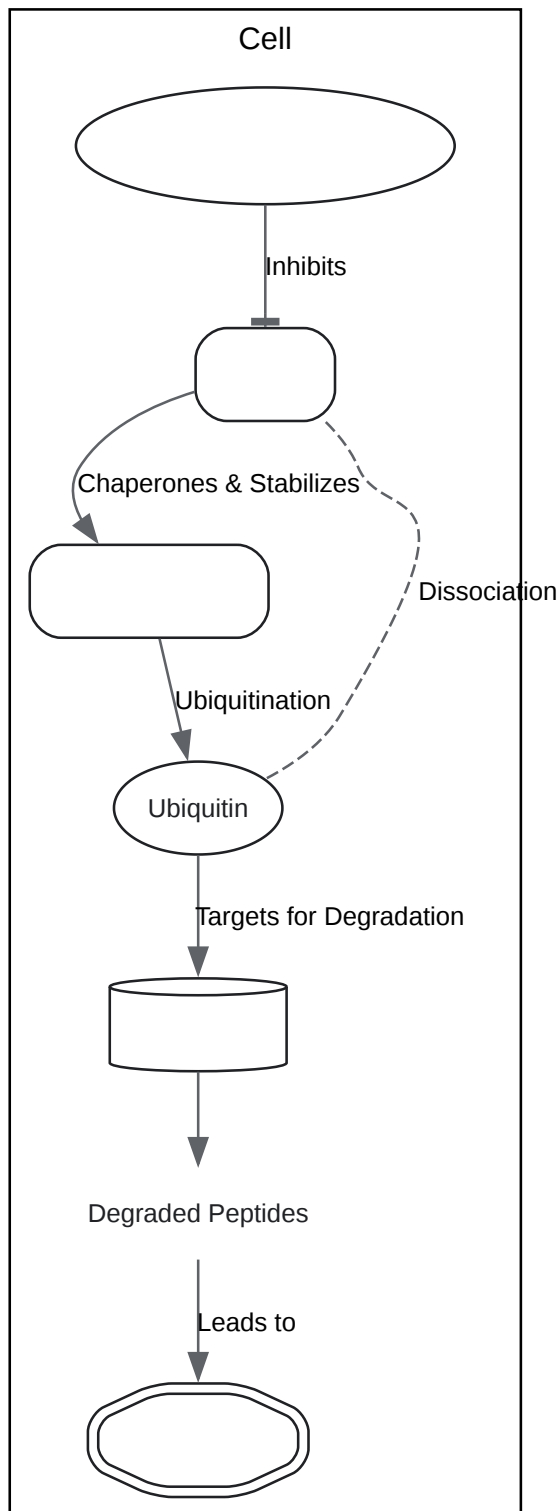 Cell
Inhibits
Chaperones & Stabilizes
Dissociation
Ubiquitination
Ubiquitin
Targets for Degradation
Degraded Peptides
Leads to